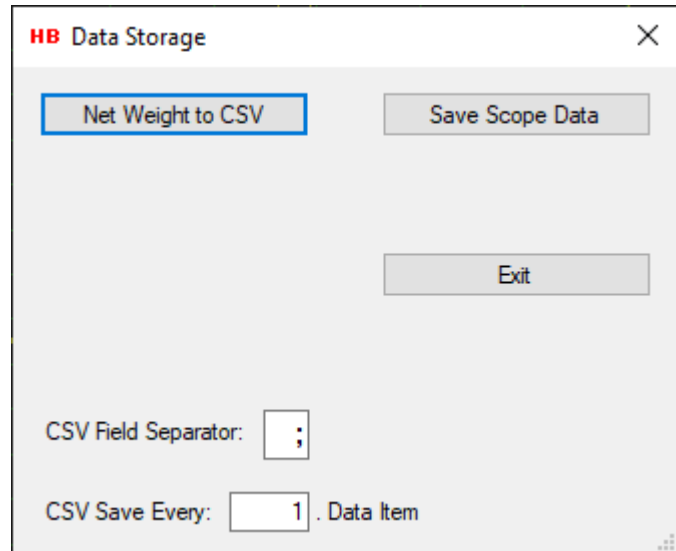 HB Data Storage
Net Weight to CSV Save Scope Data
Exit
CSV Field Separator: ;
CSV Save Every: 1 . Data Item